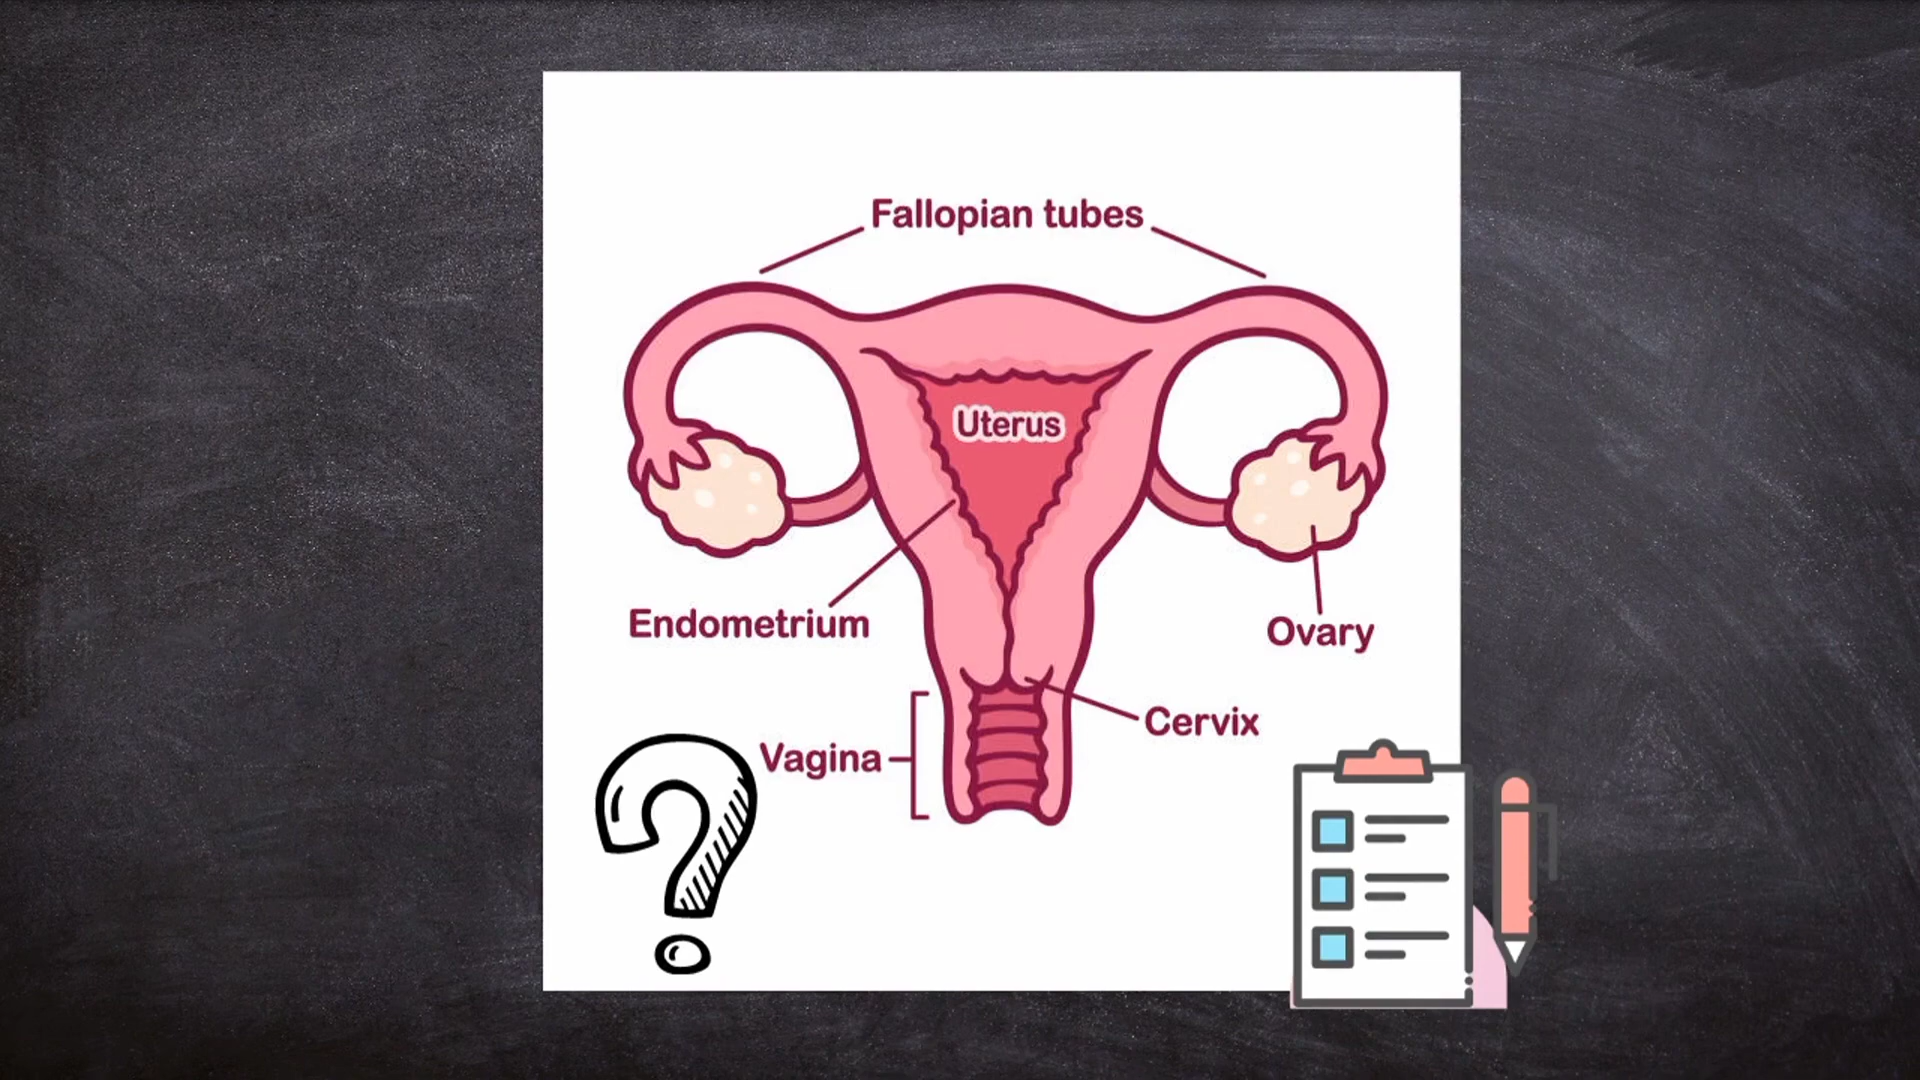 Fallopian tubes
Uterus
Endometrium
Ovary
Cervix
Vagina
?